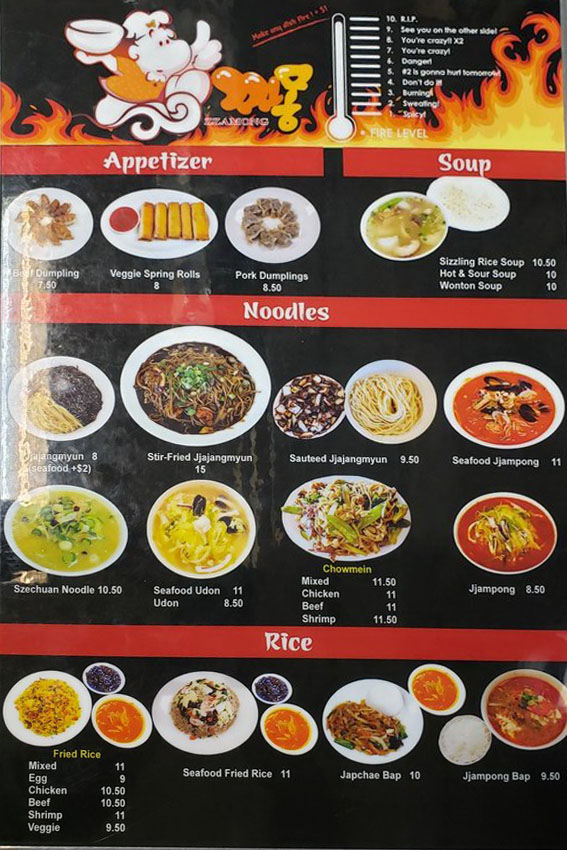 Make any dish Fire! + $1
짜몽
ZZAMONG
10. R.I.P.
9. See you on the other side!
8. You're crazy!! X2
7. You're crazy!
6. Danger!
5. #2 is gonna hurt tomorrow!
4. Don't do it!
3. Burning!
2. Sweating!
1. Spicy!
• FIRE LEVEL
Appetizer
Beef Dumpling
7.50
Veggie Spring Rolls
8
Pork Dumplings
8.50
Soup
Sizzling Rice Soup 10.50
Hot & Sour Soup 10
Wonton Soup 10
Noodles
Jjajangmyun 8
(seafood +$2)
Stir-Fried Jjajangmyun
15
Sauteed Jjajangmyun 9.50
Seafood Jjampong 11
Szechuan Noodle 10.50
Seafood Udon 11
Udon 8.50
Chowmein
Mixed 11.50
Chicken 11
Beef 11
Shrimp 11.50
Jjampong 8.50
Rice
Fried Rice
Mixed 11
Egg 9
Chicken 10.50
Beef 10.50
Shrimp 11
Veggie 9.50
Seafood Fried Rice 11
Japchae Bap 10
Jjampong Bap 9.50